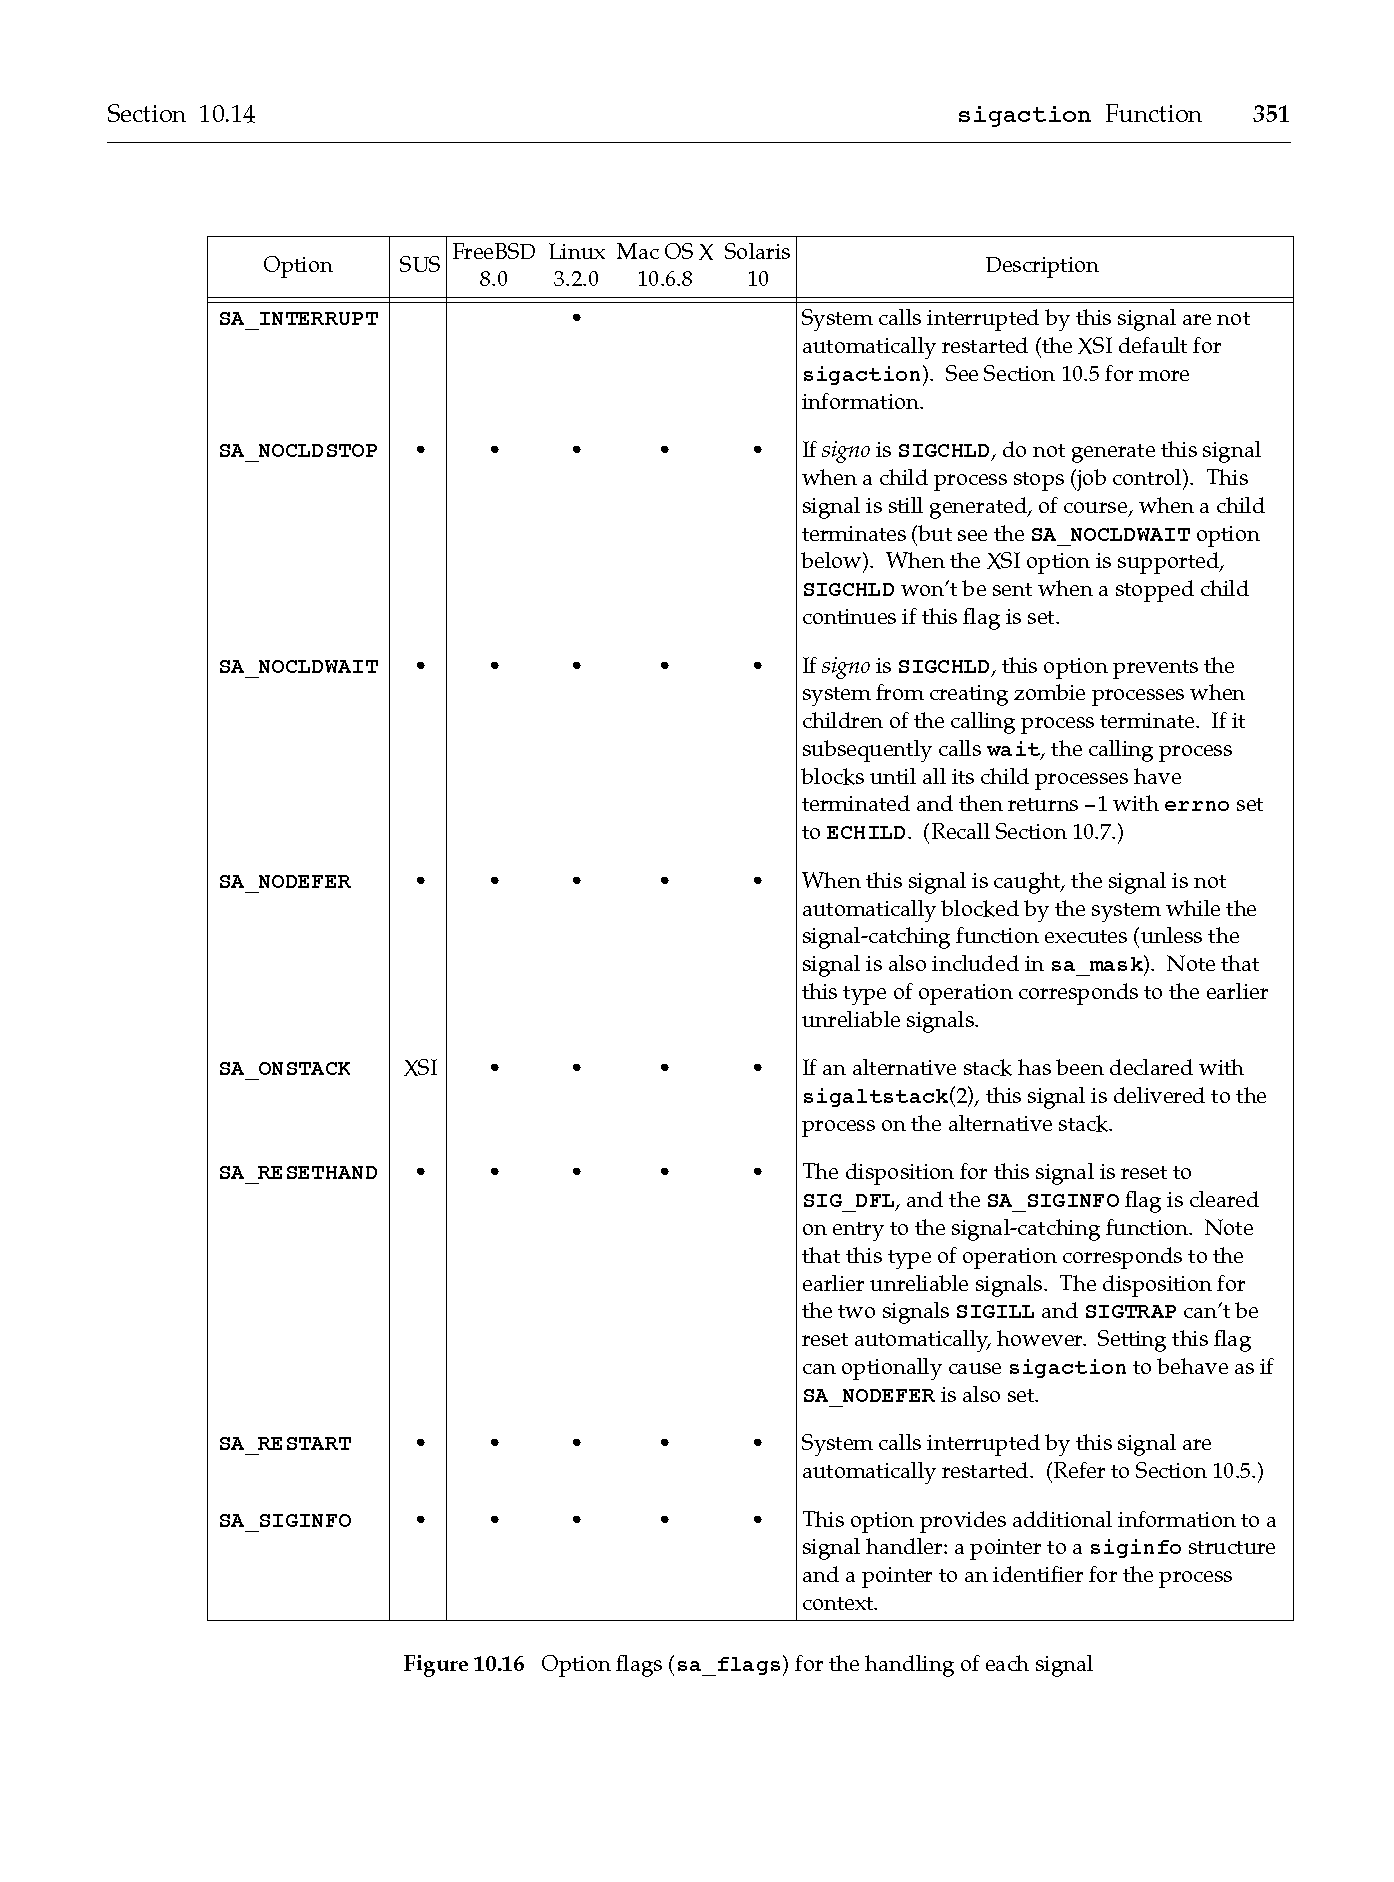 Section 10.14 sigaction Function 351
Option SUS FreeBSD 8.0 Linux 3.2.0 Mac OS X 10.6.8 Solaris 10 Description
SA_INTERRUPT • System calls interrupted by this signal are not
automatically restarted (the XSI default for
sigaction). See Section 10.5 for more
information.
SA_NOCLDSTOP • • • • • If signo is SIGCHLD, do not generate this signal
when a child process stops (job control). This
signal is still generated, of course, when a child
terminates (but see the SA_NOCLDWAIT option
below). When the XSI option is supported,
SIGCHLD won't be sent when a stopped child
continues if this flag is set.
SA_NOCLDWAIT • • • • • If signo is SIGCHLD, this option prevents the
system from creating zombie processes when
children of the calling process terminate. If it
subsequently calls wait, the calling process
blocks until all its child processes have
terminated and then returns –1 with errno set
to ECHILD. (Recall Section 10.7.)
SA_NODEFER • • • • • When this signal is caught, the signal is not
automatically blocked by the system while the
signal-catching function executes (unless the
signal is also included in sa_mask). Note that
this type of operation corresponds to the earlier
unreliable signals.
SA_ONSTACK XSI • • • • If an alternative stack has been declared with
sigaltstack(2), this signal is delivered to the
process on the alternative stack.
SA_RESETHAND • • • • • The disposition for this signal is reset to
SIG_DFL, and the SA_SIGINFO flag is cleared
on entry to the signal-catching function. Note
that this type of operation corresponds to the
earlier unreliable signals. The disposition for
the two signals SIGILL and SIGTRAP can't be
reset automatically, however. Setting this flag
can optionally cause sigaction to behave as if
SA_NODEFER is also set.
SA_RESTART • • • • • System calls interrupted by this signal are
automatically restarted. (Refer to Section 10.5.)
SA_SIGINFO • • • • • This option provides additional information to a
signal handler: a pointer to a siginfo structure
and a pointer to an identifier for the process
context.
Figure 10.16 Option flags (sa_flags) for the handling of each signal